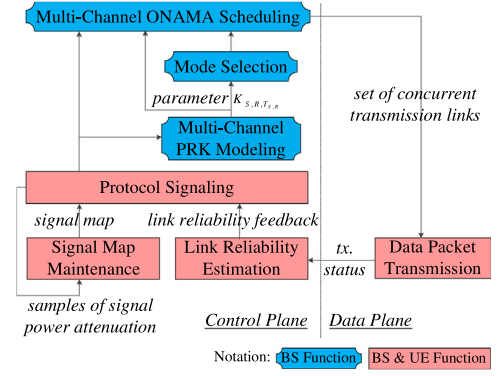 Multi-Channel ONAMA Scheduling
Mode Selection
parameter K S,R,T S,R
set of concurrent
transmission links
Multi-Channel
PRK Modeling
Protocol Signaling
signal map
link reliability feedback
Signal Map
Maintenance
Link Reliability
Estimation
tx.
status
Data Packet
Transmission
samples of signal
power attenuation
Control Plane
Data Plane
Notation:
BS Function
BS & UE Function